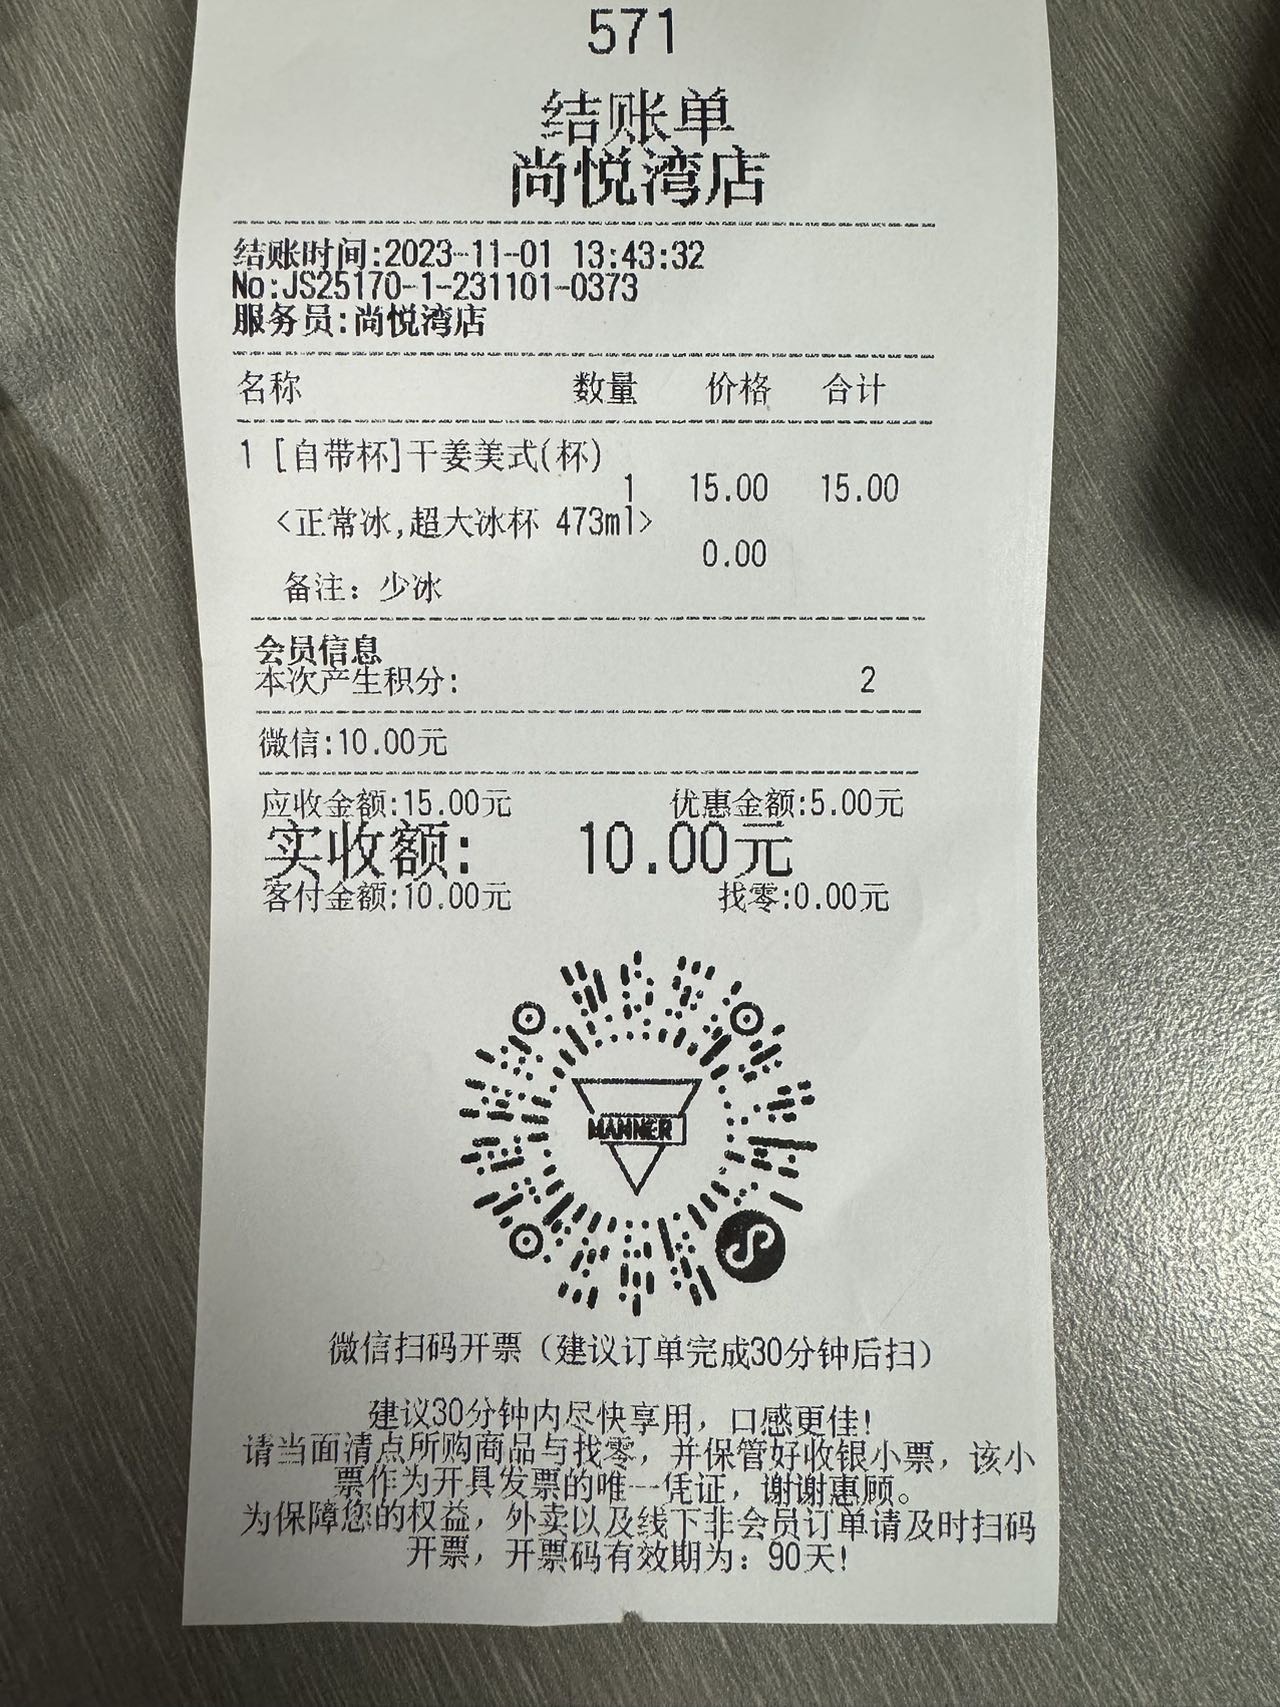 571
结账单
尚悦湾店
结账时间:2023-11-01 13:43:32
No:JS25170-1-231101-0373
服务员:尚悦湾店
名称 数量 价格 合计
1 [自带杯]干姜美式(杯)
1 15.00 15.00
<正常冰,超大冰杯 473ml>
0.00
备注：少冰
会员信息
本次产生积分: 2
微信:10.00元
应收金额:15.00元 优惠金额:5.00元
实收额: 10.00元
客付金额:10.00元 找零:0.00元
MANNER
微信扫码开票（建议订单完成30分钟后扫）
建议30分钟内尽快享用，口感更佳!
请当面清点所购商品与找零，并保管好收银小票，该小
票作为开具发票的唯一凭证，谢谢惠顾。
为保障您的权益，外卖以及线下非会员订单请及时扫码
开票，开票码有效期为：90天!